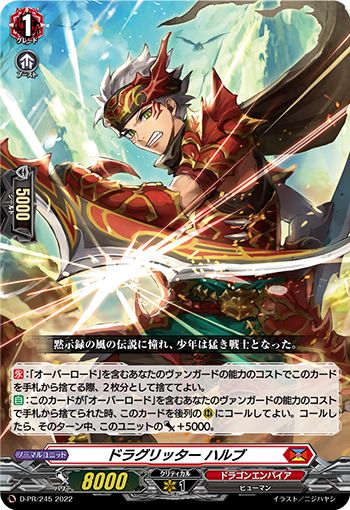 1
グレード
ブースト
シールド
5000
黙示録の風の伝説に憧れ、少年は猛き戦士となった。
永:「オーバーロード」を含むあなたのヴァンガードの能力のコストでこのカード
を手札から捨てる際、2枚分として捨ててよい。
自:このカードが「オーバーロード」を含むあなたのヴァンガードの能力のコストで
手札から捨てられた時、このカードを後列のRにコールしてよい。コールし
たら、そのターン中、このユニットのパワー+5000。
ノーマルユニット
ドラグリッター ハルブ
パワー
8000
クリティカル
1
ドラゴンエンパイア
ヒューマン
D-PR/245 2022
イラスト/ニジハヤシ